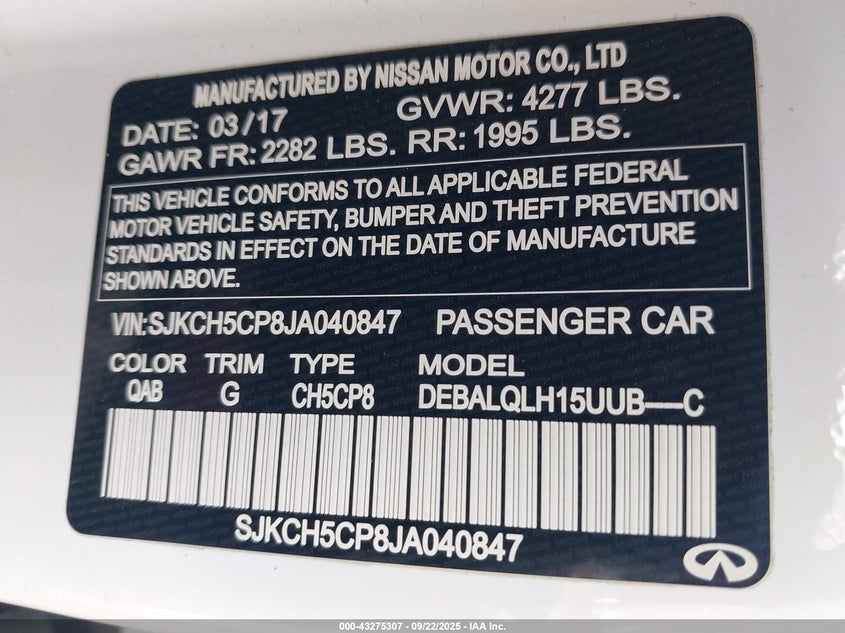 MANUFACTURED BY NISSAN MOTOR CO., LTD
DATE: 03/17 GVWR: 4277 LBS.
GAWR FR: 2282 LBS. RR: 1995 LBS.
THIS VEHICLE CONFORMS TO ALL APPLICABLE FEDERAL
MOTOR VEHICLE SAFETY, BUMPER AND THEFT PREVENTION
STANDARDS IN EFFECT ON THE DATE OF MANUFACTURE
SHOWN ABOVE.
VIN:SJKCH5CP8JA040847 PASSENGER CAR
COLOR TRIM TYPE MODEL
QAB G CH5CP8 DEBALQLH15UUB—C
SJKCH5CP8JA040847
000-43275307 - 09/22/2025 - IAA Inc.